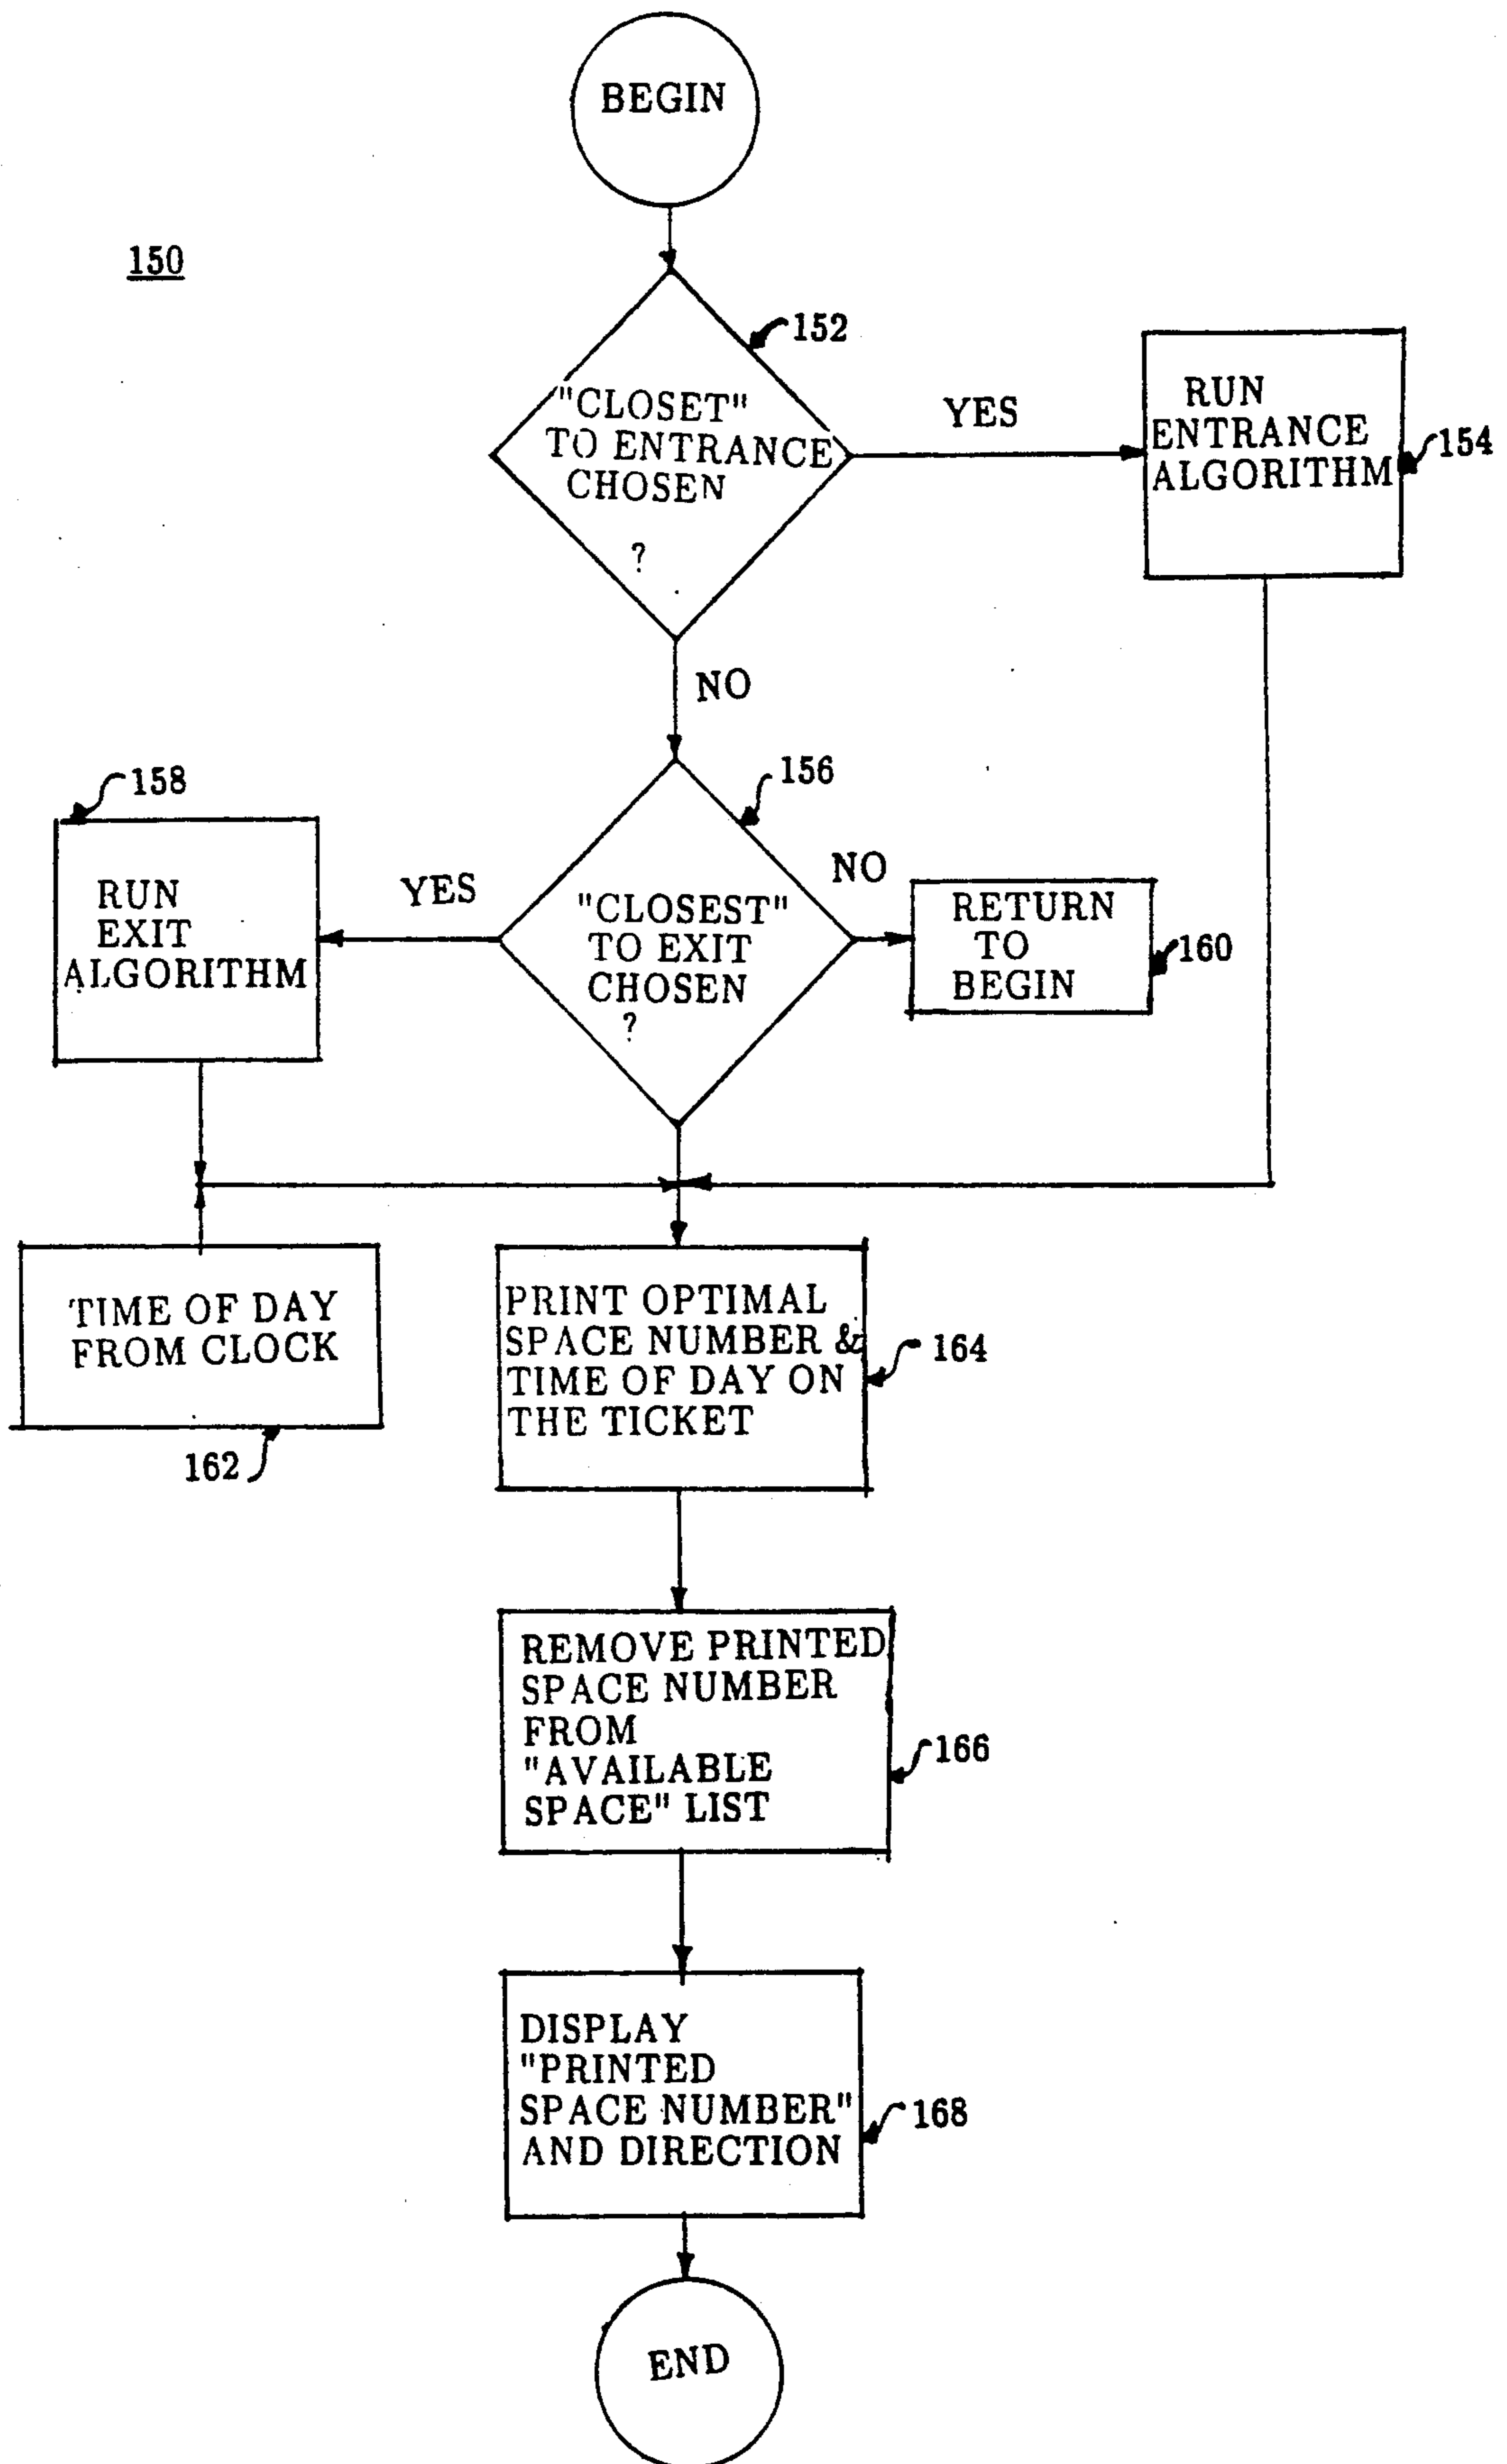 BEGIN
150
152
"CLOSET"
TO ENTRANCE
CHOSEN
?
YES
RUN
ENTRANCE
ALGORITHM
154
NO
158
RUN
EXIT
ALGORITHM
YES
156
"CLOSEST"
TO EXIT
CHOSEN
?
NO
RETURN
TO
BEGIN
160
TIME OF DAY
FROM CLOCK
162
PRINT OPTIMAL
SPACE NUMBER &
TIME OF DAY ON
THE TICKET
164
REMOVE PRINTED
SPACE NUMBER
FROM
"AVAILABLE
SPACE" LIST
166
DISPLAY
"PRINTED
SPACE NUMBER"
AND DIRECTION
168
END